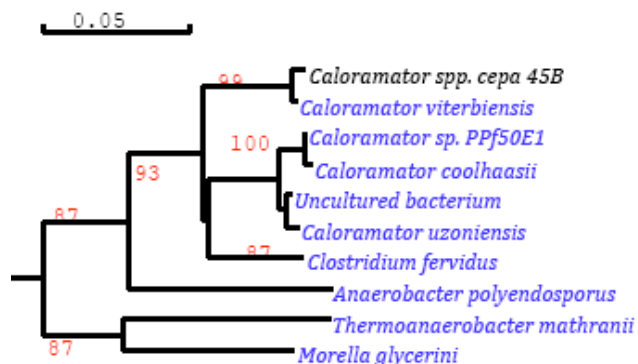 0.05
99
Caloramator spp. cepa 45B
Caloramator viterbiensis
100
Caloramator sp. PPf50E1
93
Caloramator coolhaasii
Uncultured bacterium
87
Caloramator uzoniensis
87
Clostridium fervidus
Anaerobacter polyendosporus
Thermoanaerobacter mathranii
87
Morella glycerini